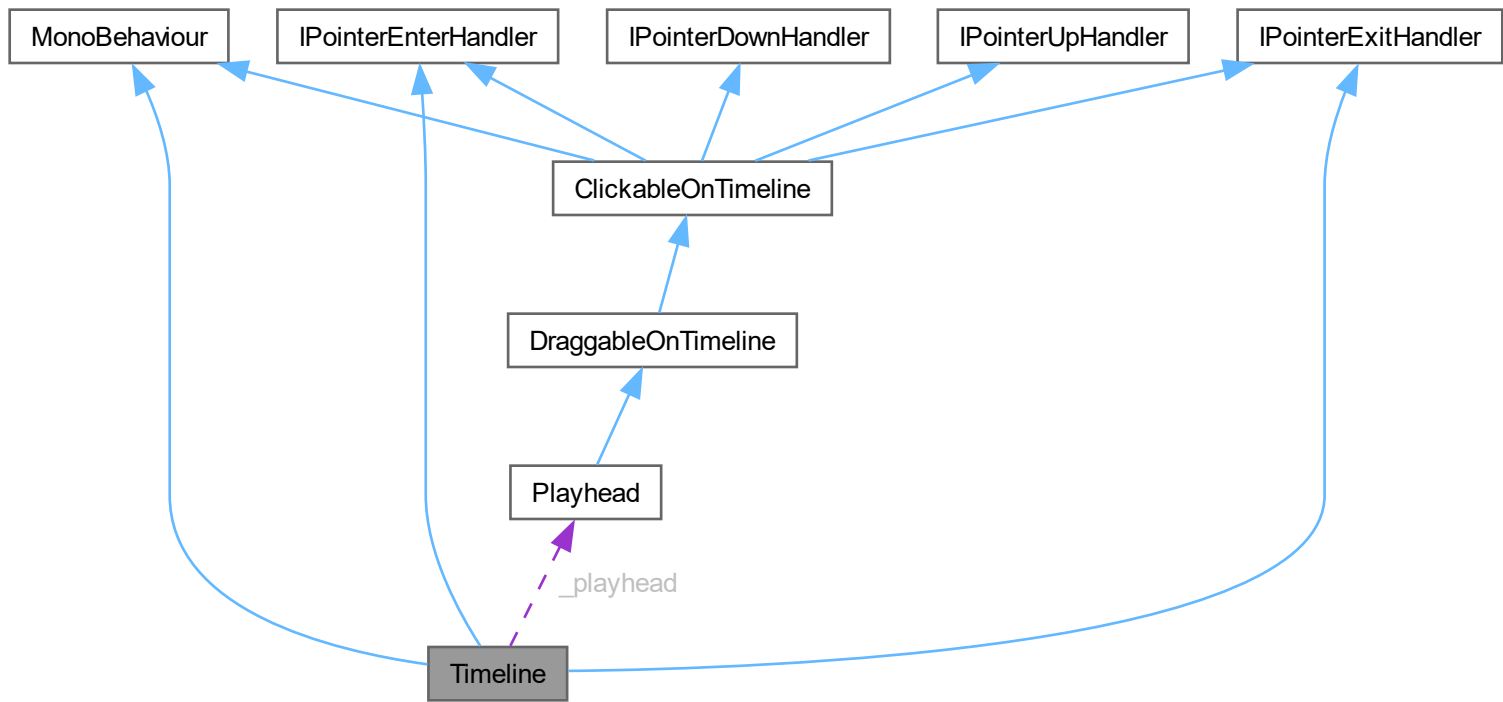 MonoBehaviour
IPointerEnterHandler
IPointerDownHandler
IPointerUpHandler
IPointerExitHandler
ClickableOnTimeline
DraggableOnTimeline
Playhead
_playhead
Timeline